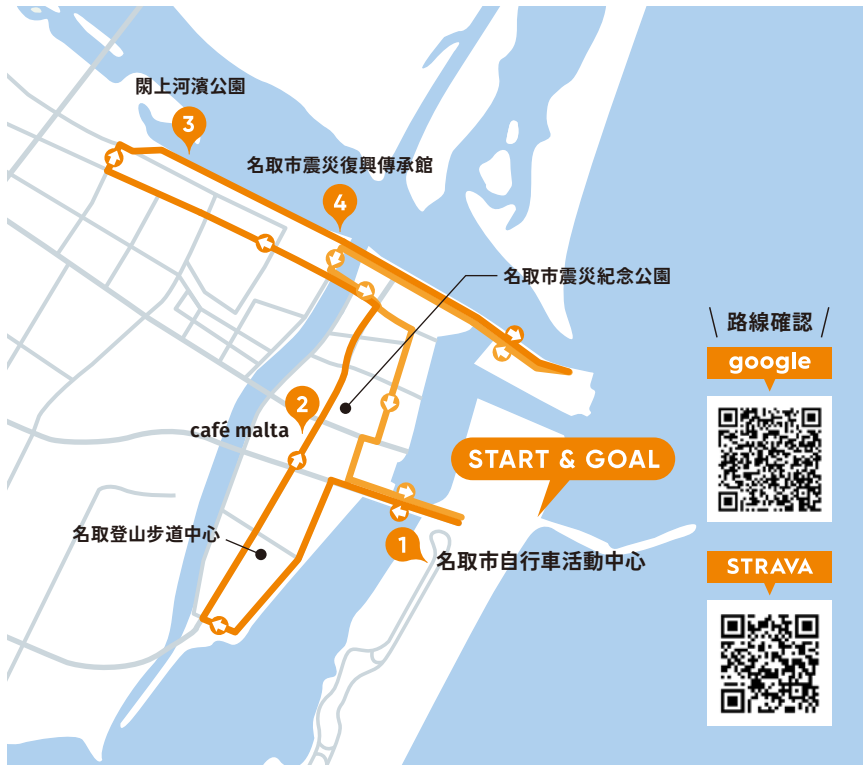 閖上河濱公園
3
名取市震災復興傳承館
4
名取市震災紀念公園
路線確認
google
2
café malta
START & GOAL
名取登山步道中心
1
名取市自行車活動中心
STRAVA